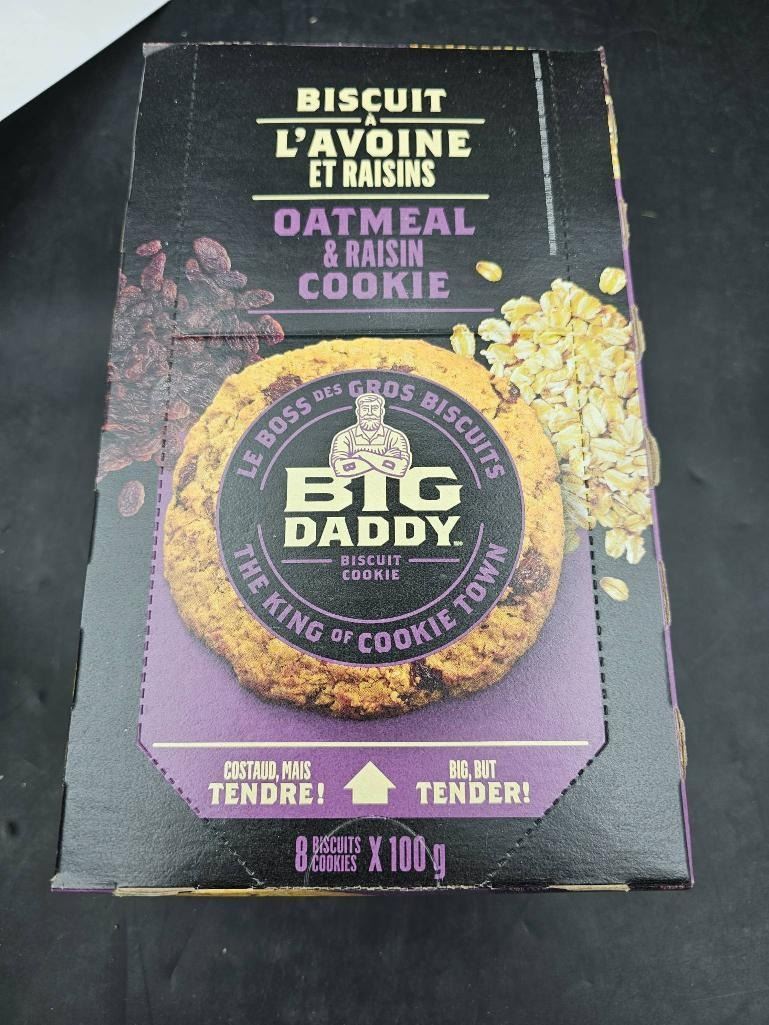 BISCUIT
À
L'AVOINE
ET RAISINS
OATMEAL
& RAISIN
COOKIE
LE BOSS DES GROS BISCUITS
BIG
DADDY
BISCUIT
COOKIE
THE KING OF COOKIE TOWN
COSTAUD, MAIS
TENDRE!
BIG, BUT
TENDER!
8 BISCUITS
COOKIES X 100 g